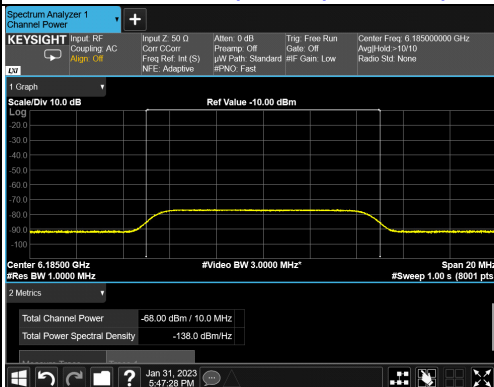 Spectrum Analyzer 1
Channel Power
KEYSIGHT
LXI
Input: RF
Coupling: AC
Align: Off
Input Z: 50 Ω
Corr CCorr
Freq Ref: Int (S)
NFE: Adaptive
Atten: 0 dB
Preamp: Off
µW Path: Standard
#PNO: Fast
Trig: Free Run
Gate: Off
#IF Gain: Low
Center Freq: 6.185000000 GHz
Avg|Hold:>10/10
Radio Std: None
1 Graph
Scale/Div 10.0 dB
Ref Value -10.00 dBm
Log
-20.0
-30.0
-40.0
-50.0
-60.0
-70.0
-80.0
-90.0
-100
Center 6.18500 GHz
#Video BW 3.0000 MHz*
Span 20 MHz
#Res BW 1.0000 MHz
#Sweep 1.00 s (8001 pts)
2 Metrics
Total Channel Power -68.00 dBm / 10.0 MHz
Total Power Spectral Density -138.0 dBm/Hz
?
Jan 31, 2023
5:47:28 PM